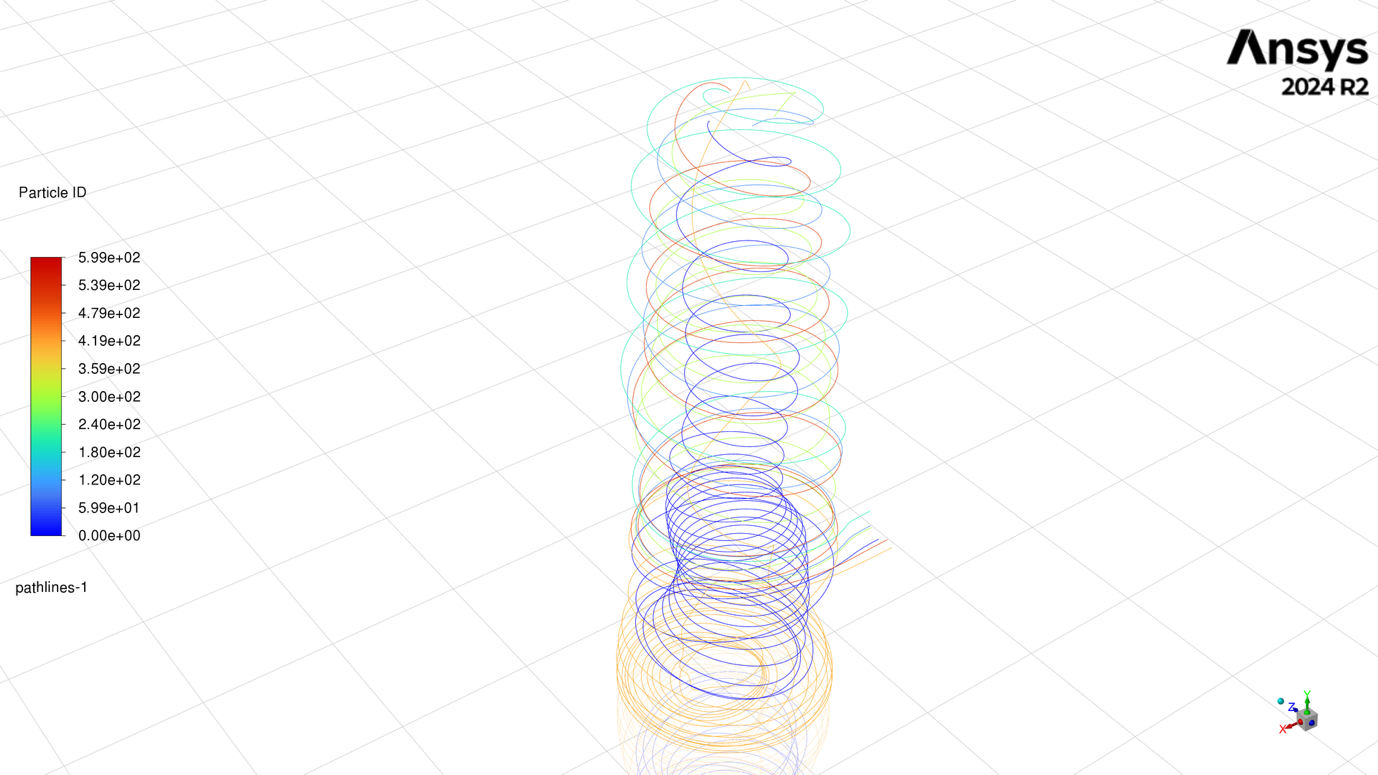 Ansys
2024 R2
Particle ID
5.99e+02
5.39e+02
4.79e+02
4.19e+02
3.59e+02
3.00e+02
2.40e+02
1.80e+02
1.20e+02
5.99e+01
0.00e+00
pathlines-1
Y
Z
X